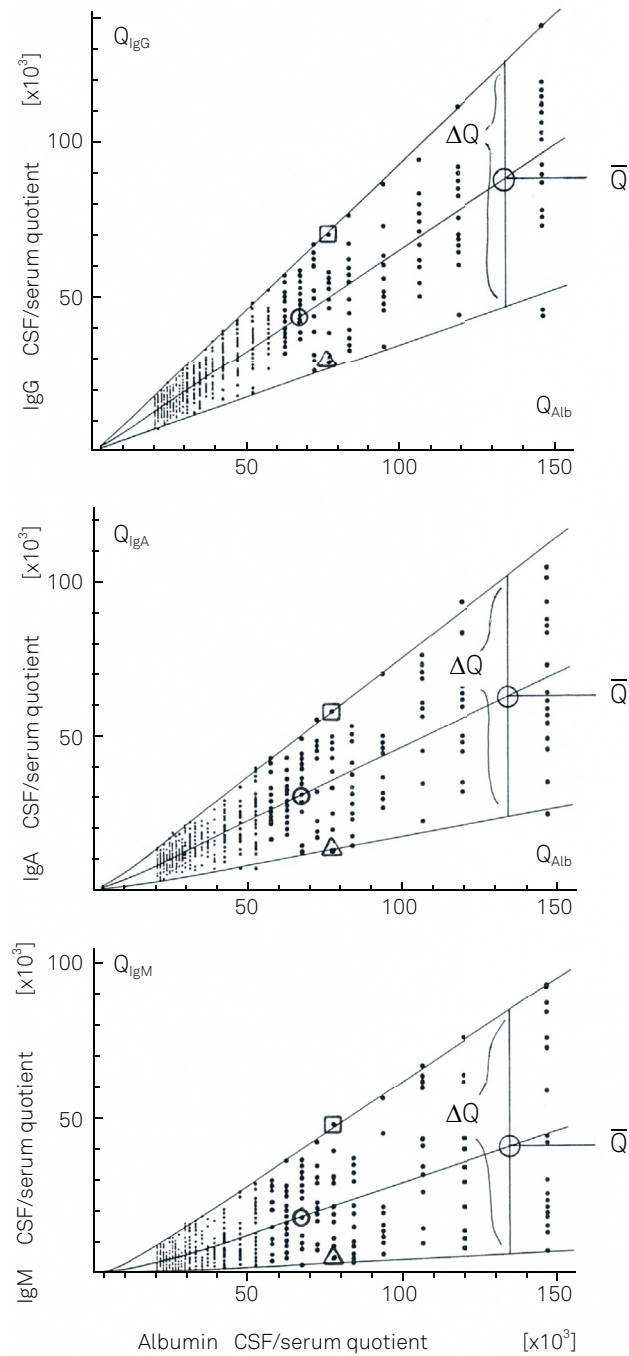 Q_IgG
IgG CSF/serum quotient [x10³]
100
50
ΔQ
Q̅
Q_Alb
50 100 150
Q_IgA
IgA CSF/serum quotient [x10³]
100
50
ΔQ
Q̅
Q_Alb
50 100 150
Q_IgM
IgM CSF/serum quotient [x10³]
100
50
ΔQ
Q̅
50 100 150
Albumin CSF/serum quotient [x10³]